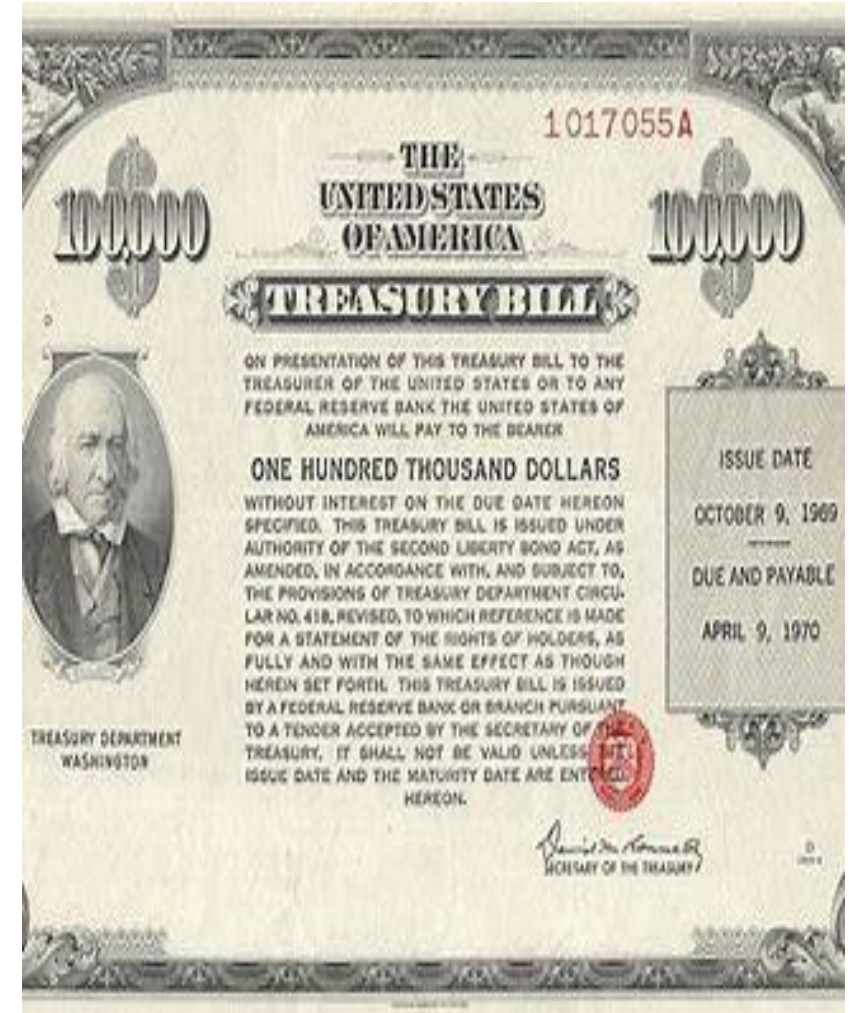 1017055A
THE
UNITED STATES
OF AMERICA
$100,000
$100,000
TREASURY BILL
ON PRESENTATION OF THIS TREASURY BILL TO THE
TREASURER OF THE UNITED STATES OR TO ANY
FEDERAL RESERVE BANK THE UNITED STATES OF
AMERICA WILL PAY TO THE BEARER
ONE HUNDRED THOUSAND DOLLARS
WITHOUT INTEREST ON THE DUE DATE HEREON
SPECIFIED. THIS TREASURY BILL IS ISSUED UNDER
AUTHORITY OF THE SECOND LIBERTY BOND ACT, AS
AMENDED, IN ACCORDANCE WITH, AND SUBJECT TO,
THE PROVISIONS OF TREASURY DEPARTMENT CIRCU-
LAR NO. 418, REVISED, TO WHICH REFERENCE IS MADE
FOR A STATEMENT OF THE RIGHTS OF HOLDERS, AS
FULLY AND WITH THE SAME EFFECT AS THOUGH
HEREIN SET FORTH. THIS TREASURY BILL IS ISSUED
BY A FEDERAL RESERVE BANK OR BRANCH PURSUANT
TO A TENDER ACCEPTED BY THE SECRETARY OF THE
TREASURY. IT SHALL NOT BE VALID UNLESS THE
ISSUE DATE AND THE MATURITY DATE ARE ENTERED
HEREON.
ISSUE DATE
OCTOBER 9, 1969
DUE AND PAYABLE
APRIL 9, 1970
TREASURY DEPARTMENT
WASHINGTON
David M Kennedy
SECRETARY OF THE TREASURY
D
D